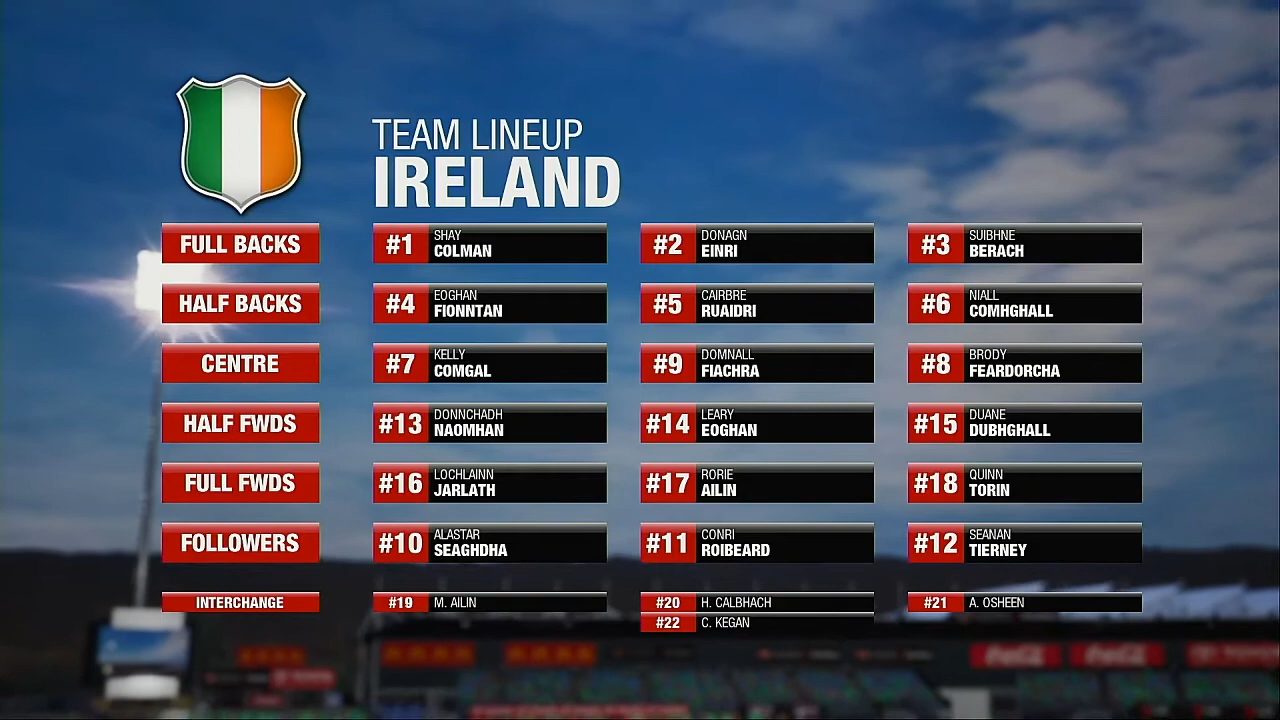 TEAM LINEUP
IRELAND
FULL BACKS
#1 SHAY COLMAN
#2 DONAGN EINRI
#3 SUIBHNE BERACH
HALF BACKS
#4 EOGHAN FIONNTAN
#5 CAIRBRE RUAIDRI
#6 NIALL COMHGHALL
CENTRE
#7 KELLY COMGAL
#9 DOMNALL FIACHRA
#8 BRODY FEARDORCHA
HALF FWDS
#13 DONNCHADH NAOMHAN
#14 LEARY EOGHAN
#15 DUANE DUBHGHALL
FULL FWDS
#16 LOCHLAINN JARLATH
#17 RORIE AILIN
#18 QUINN TORIN
FOLLOWERS
#10 ALASTAR SEAGHDHA
#11 CONRI ROIBEARD
#12 SEANAN TIERNEY
INTERCHANGE
#19 M. AILIN
#20 H. CALBHACH
#21 A. OSHEEN
#22 C. KEGAN
Coca-Cola
Coca-Cola